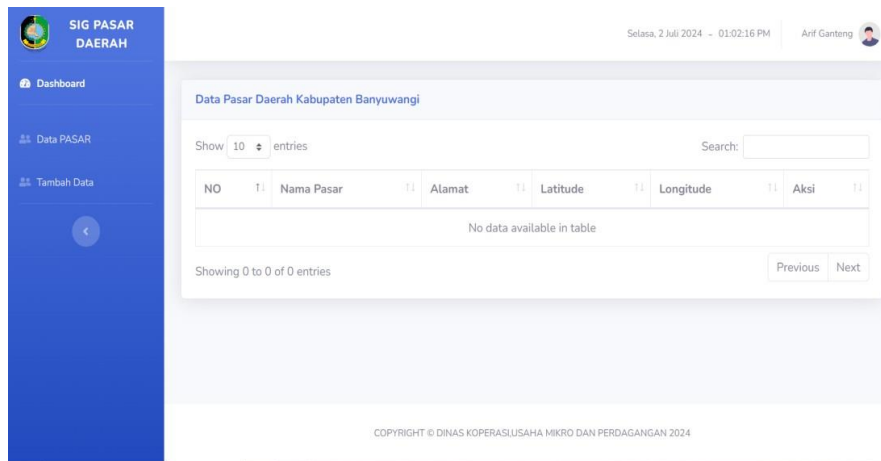 SIG PASAR
DAERAH
Selasa, 2 Juli 2024 - 01:02:16 PM
Arif Ganteng
Dashboard
Data PASAR
Tambah Data
Data Pasar Daerah Kabupaten Banyuwangi
Show 10 entries
Search:
NO Nama Pasar Alamat Latitude Longitude Aksi
No data available in table
Showing 0 to 0 of 0 entries
Previous Next
COPYRIGHT © DINAS KOPERASI,USAHA MIKRO DAN PERDAGANGAN 2024